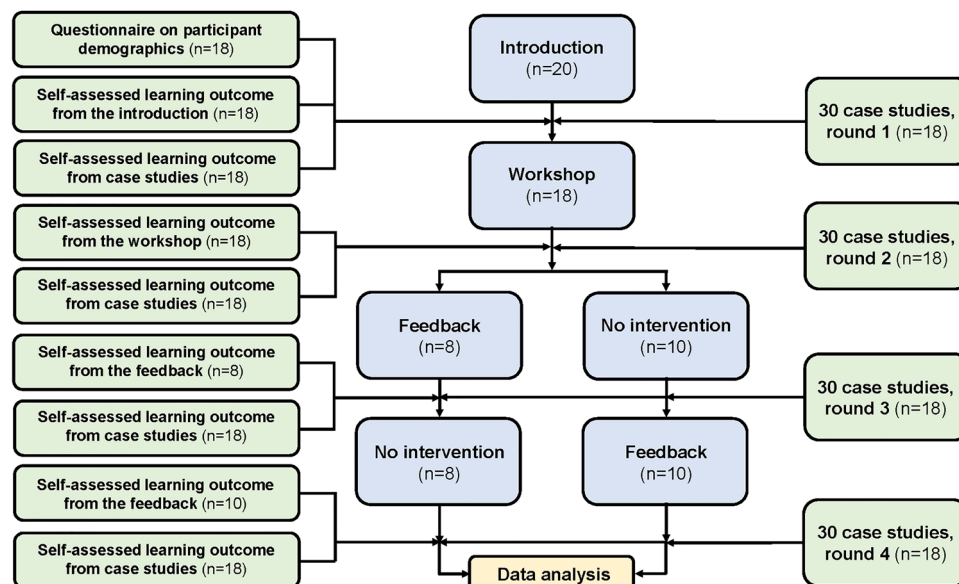 Questionnaire on participant
demographics (n=18)
Self-assessed learning outcome
from the introduction (n=18)
Self-assessed learning outcome
from case studies (n=18)
Self-assessed learning outcome
from the workshop (n=18)
Self-assessed learning outcome
from case studies (n=18)
Self-assessed learning outcome
from the feedback (n=8)
Self-assessed learning outcome
from case studies (n=18)
Self-assessed learning outcome
from the feedback (n=10)
Self-assessed learning outcome
from case studies (n=18)
Introduction
(n=20)
Workshop
(n=18)
Feedback
(n=8)
No intervention
(n=10)
No intervention
(n=8)
Feedback
(n=10)
Data analysis
30 case studies,
round 1 (n=18)
30 case studies,
round 2 (n=18)
30 case studies,
round 3 (n=18)
30 case studies,
round 4 (n=18)